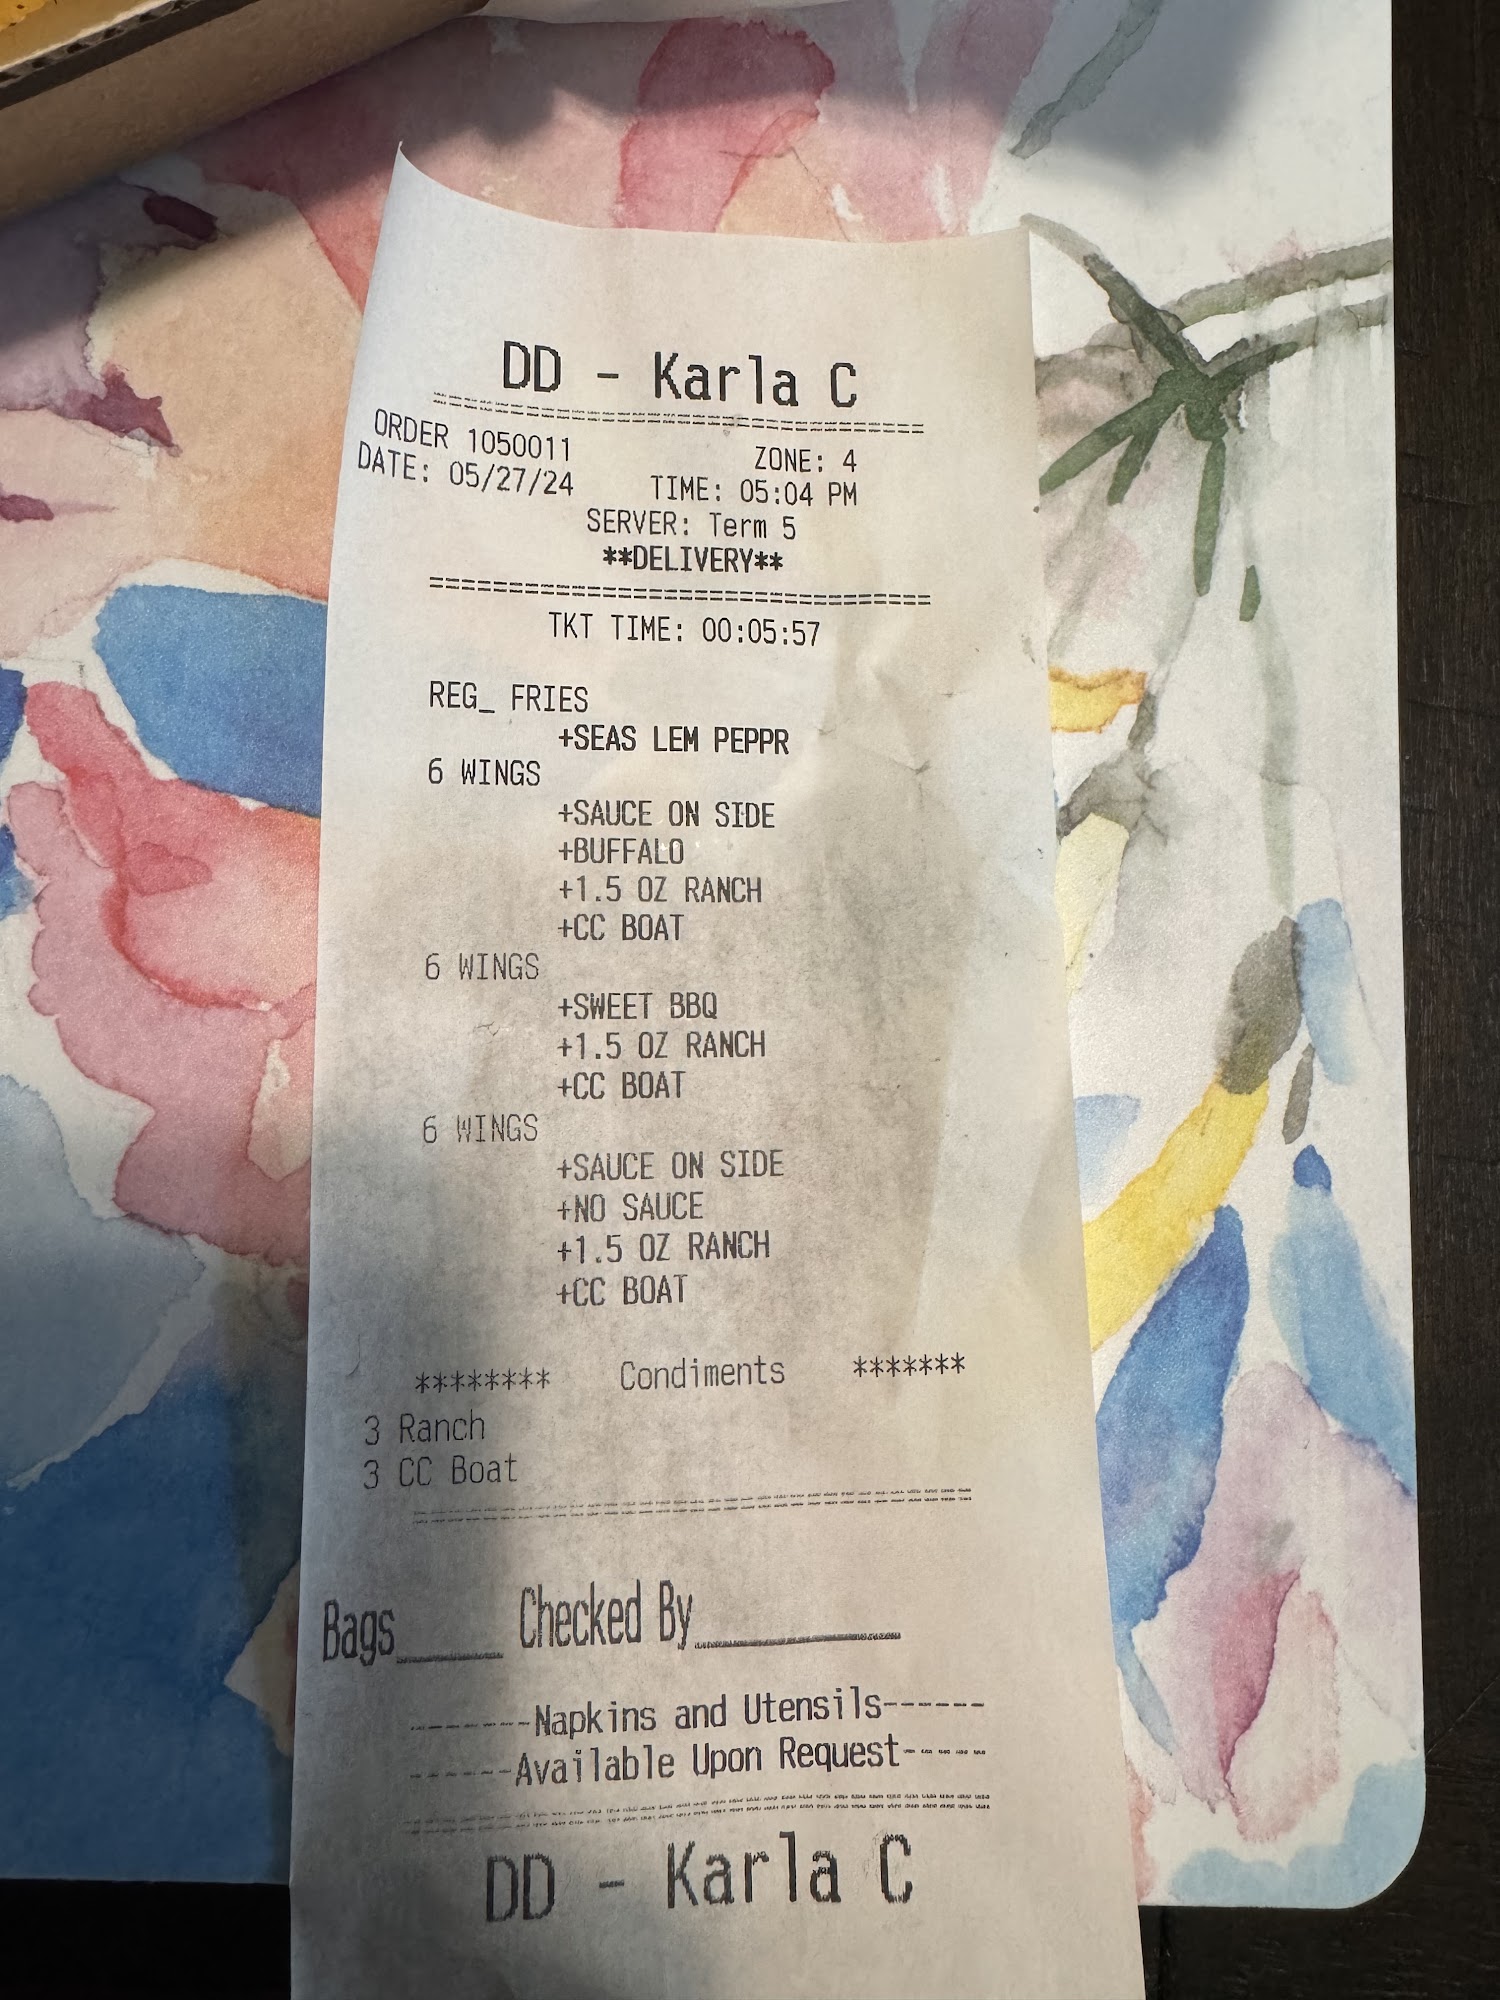 DD - Karla C
ORDER 1050011 ZONE: 4
DATE: 05/27/24 TIME: 05:04 PM
SERVER: Term 5
**DELIVERY**
TKT TIME: 00:05:57
REG_ FRIES
+SEAS LEM PEPPR
6 WINGS
+SAUCE ON SIDE
+BUFFALO
+1.5 OZ RANCH
+CC BOAT
6 WINGS
+SWEET BBQ
+1.5 OZ RANCH
+CC BOAT
6 WINGS
+SAUCE ON SIDE
+NO SAUCE
+1.5 OZ RANCH
+CC BOAT
******** Condiments *******
3 Ranch
3 CC Boat
Bags_____ Checked By__________
-------Napkins and Utensils------
------Available Upon Request-----
DD - Karla C